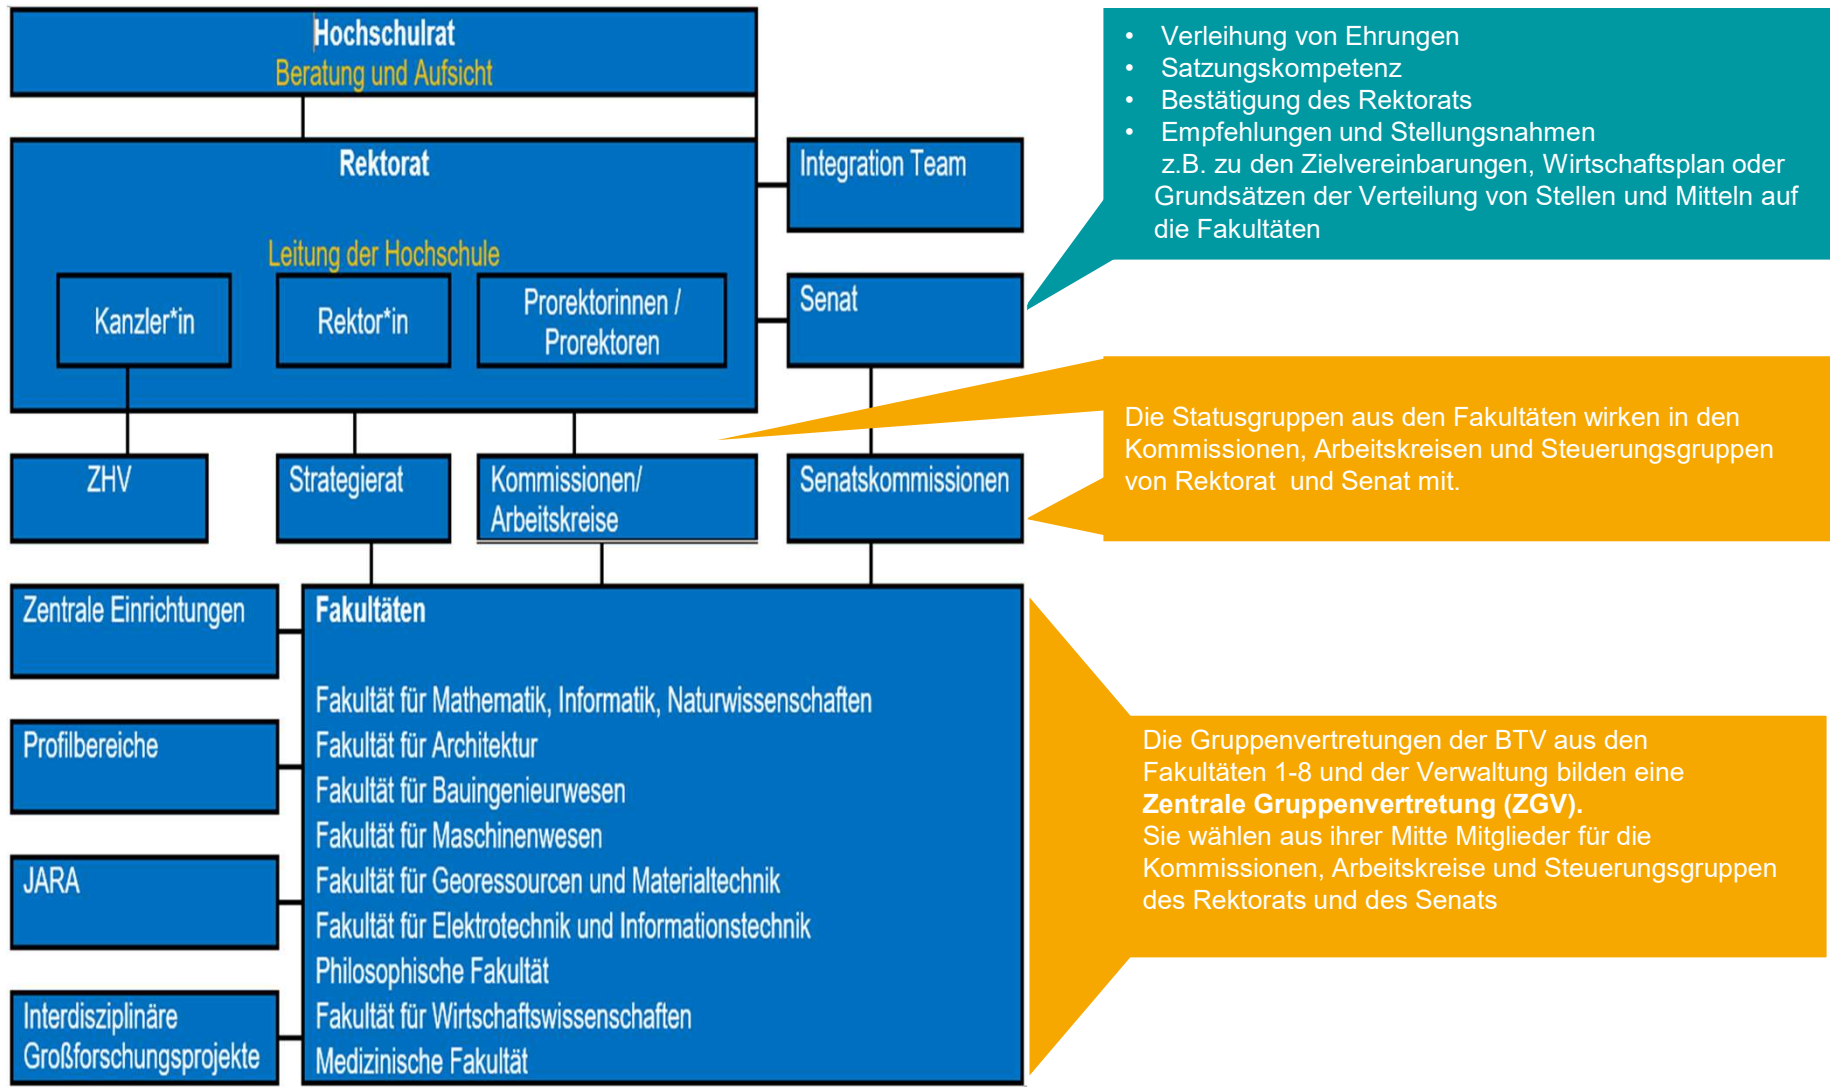 Hochschulrat
Beratung und Aufsicht
Rektorat
Leitung der Hochschule
Kanzler*in
Rektor*in
Prorektorinnen /
Prorektoren
Integration Team
Senat
ZHV
Strategierat
Kommissionen/
Arbeitskreise
Senatskommissionen
Zentrale Einrichtungen
Profilbereiche
JARA
Interdisziplinäre
Großforschungsprojekte
Fakultäten
Fakultät für Mathematik, Informatik, Naturwissenschaften
Fakultät für Architektur
Fakultät für Bauingenieurwesen
Fakultät für Maschinenwesen
Fakultät für Georessourcen und Materialtechnik
Fakultät für Elektrotechnik und Informationstechnik
Philosophische Fakultät
Fakultät für Wirtschaftswissenschaften
Medizinische Fakultät
• Verleihung von Ehrungen
• Satzungskompetenz
• Bestätigung des Rektorats
• Empfehlungen und Stellungsnahmen
z.B. zu den Zielvereinbarungen, Wirtschaftsplan oder
Grundsätzen der Verteilung von Stellen und Mitteln auf
die Fakultäten
Die Statusgruppen aus den Fakultäten wirken in den
Kommissionen, Arbeitskreisen und Steuerungsgruppen
von Rektorat und Senat mit.
Die Gruppenvertretungen der BTV aus den
Fakultäten 1-8 und der Verwaltung bilden eine
Zentrale Gruppenvertretung (ZGV).
Sie wählen aus ihrer Mitte Mitglieder für die
Kommissionen, Arbeitskreise und Steuerungsgruppen
des Rektorats und des Senats